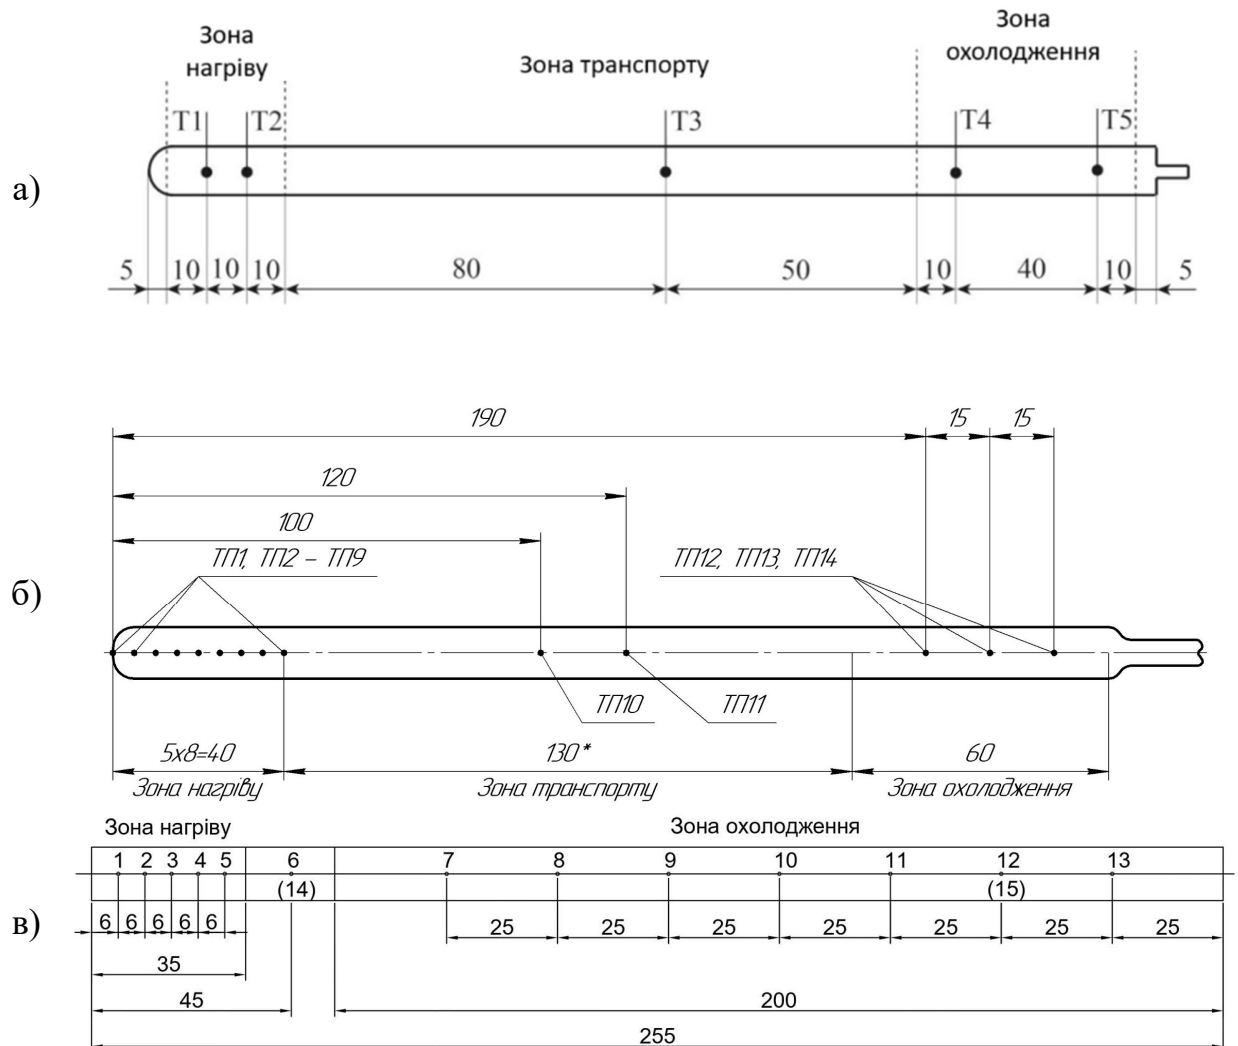 Зона нагріву
Зона транспорту
Зона охолодження
T1 T2 T3 T4 T5
а)
5 10 10 10 80 50 10 40 10 5
190 15 15
120
100
ТП1, ТП2 – ТП9
ТП12, ТП13, ТП14
б)
ТП10 ТП11
5х8=40 130* 60
Зона нагріву Зона транспорту Зона охолодження
Зона нагріву Зона охолодження
1 2 3 4 5 6 7 8 9 10 11 12 13
(14) (15)
в)
6 6 6 6 6 25 25 25 25 25 25 25
35
45 200
255